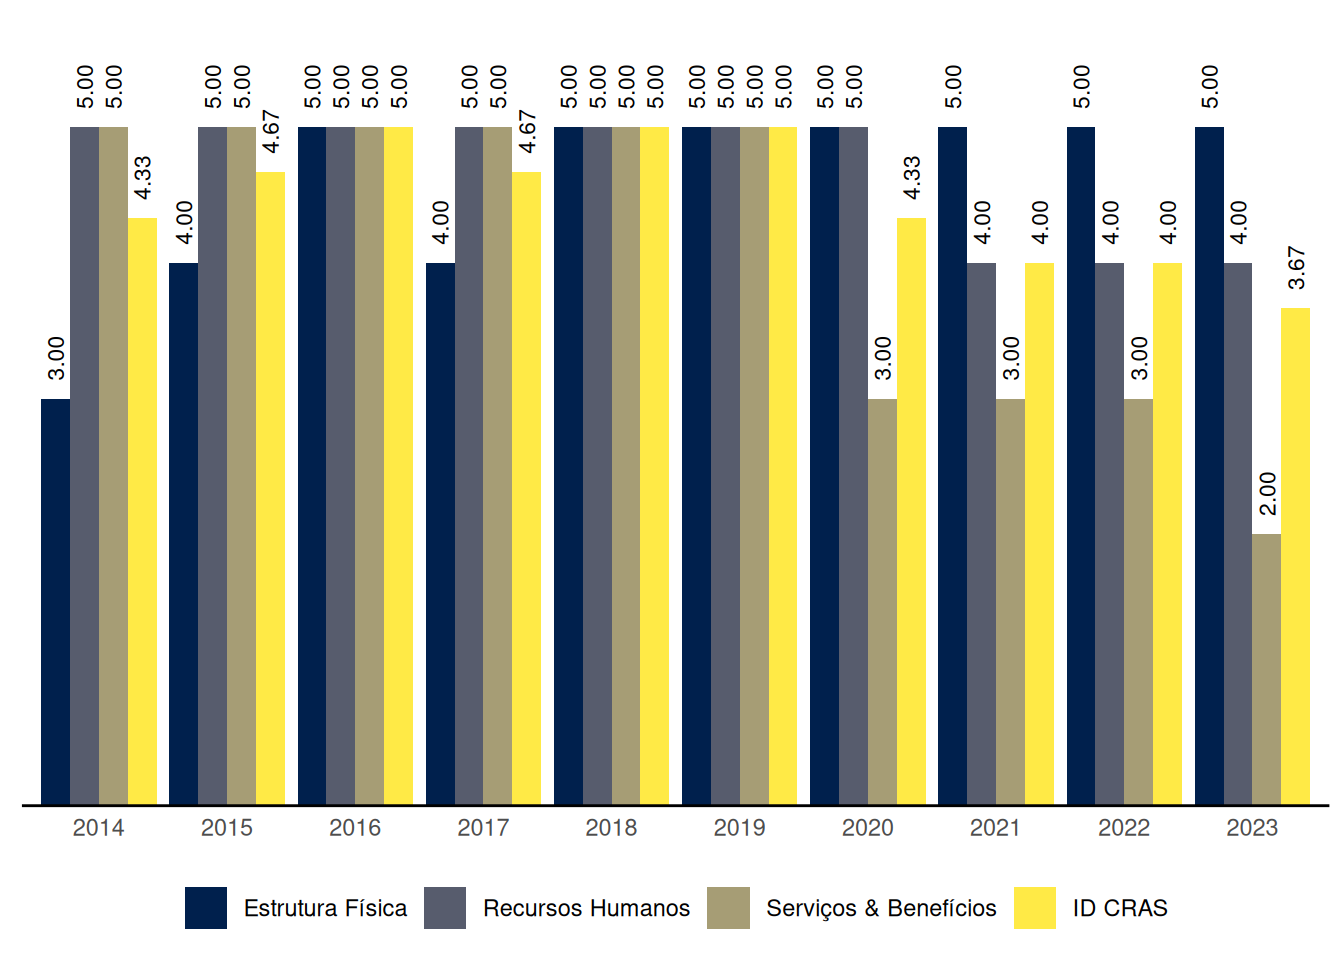 5.00 5.00 5.00 5.00 5.00 5.00 5.00 5.00 5.00 5.00 5.00 5.00 5.00 5.00 5.00 5.00 5.00 5.00 5.00 5.00 5.00 5.00 5.00
4.67 4.67
4.33 4.33
4.00 4.00 4.00 4.00 4.00 4.00 4.00
3.67
3.00 3.00 3.00 3.00
2.00
2014 2015 2016 2017 2018 2019 2020 2021 2022 2023
Estrutura Física Recursos Humanos Serviços & Benefícios ID CRAS